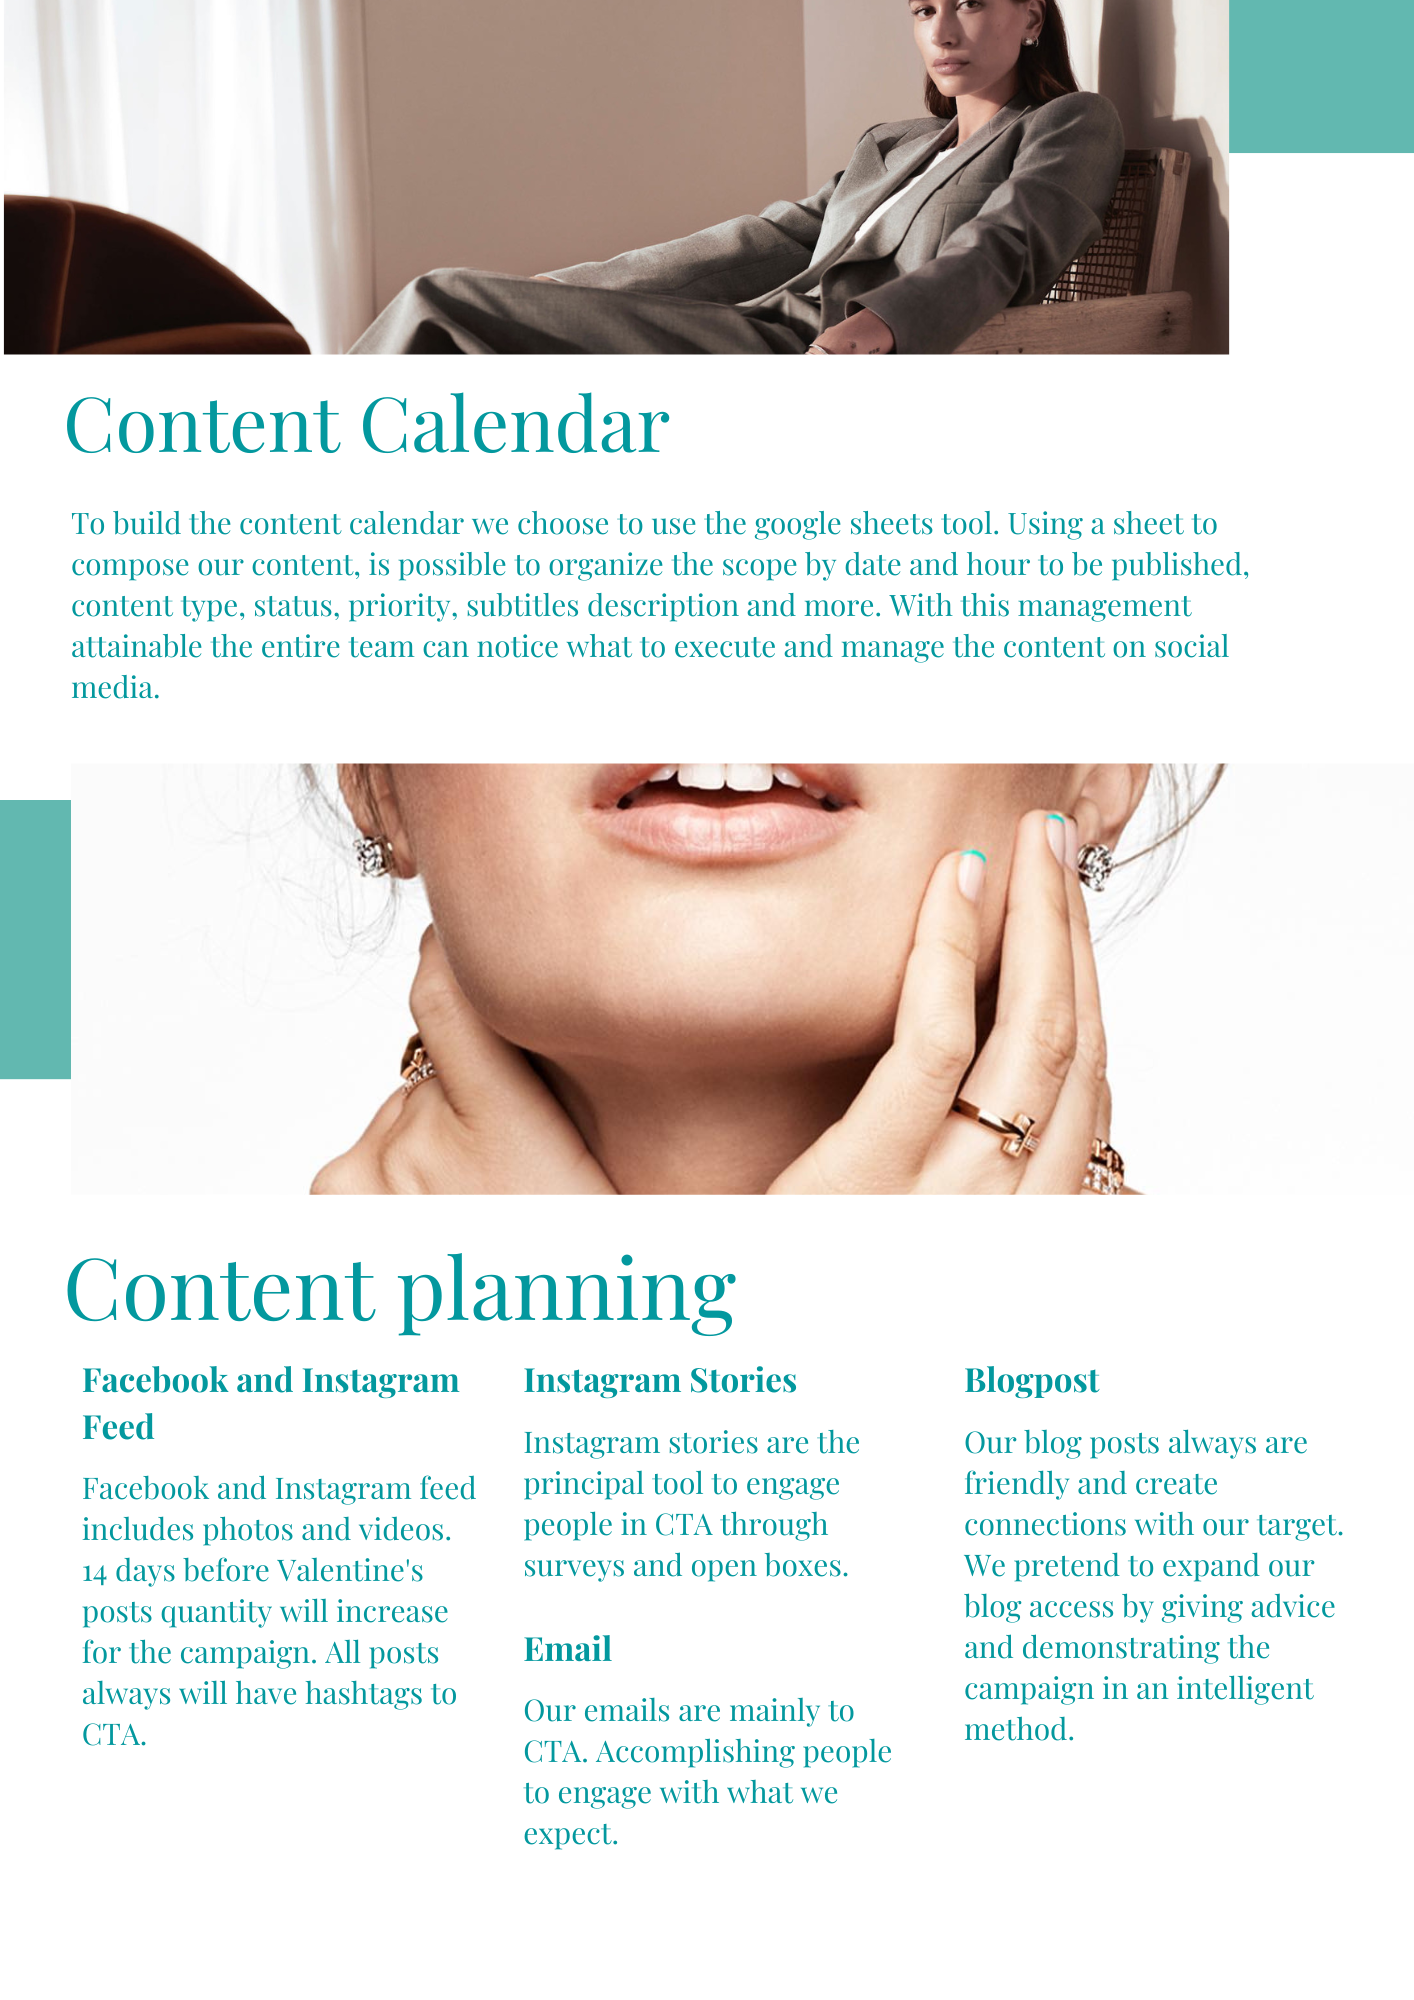 Content Calendar
To build the content calendar we choose to use the google sheets tool. Using a sheet to
compose our content, is possible to organize the scope by date and hour to be published,
content type, status, priority, subtitles description and more. With this management
attainable the entire team can notice what to execute and manage the content on social
media.
Content planning
Facebook and Instagram
Feed
Facebook and Instagram feed
includes photos and videos.
14 days before Valentine's
posts quantity will increase
for the campaign. All posts
always will have hashtags to
CTA.
Instagram Stories
Instagram stories are the
principal tool to engage
people in CTA through
surveys and open boxes.
Email
Our emails are mainly to
CTA. Accomplishing people
to engage with what we
expect.
Blogpost
Our blog posts always are
friendly and create
connections with our target.
We pretend to expand our
blog access by giving advice
and demonstrating the
campaign in an intelligent
method.